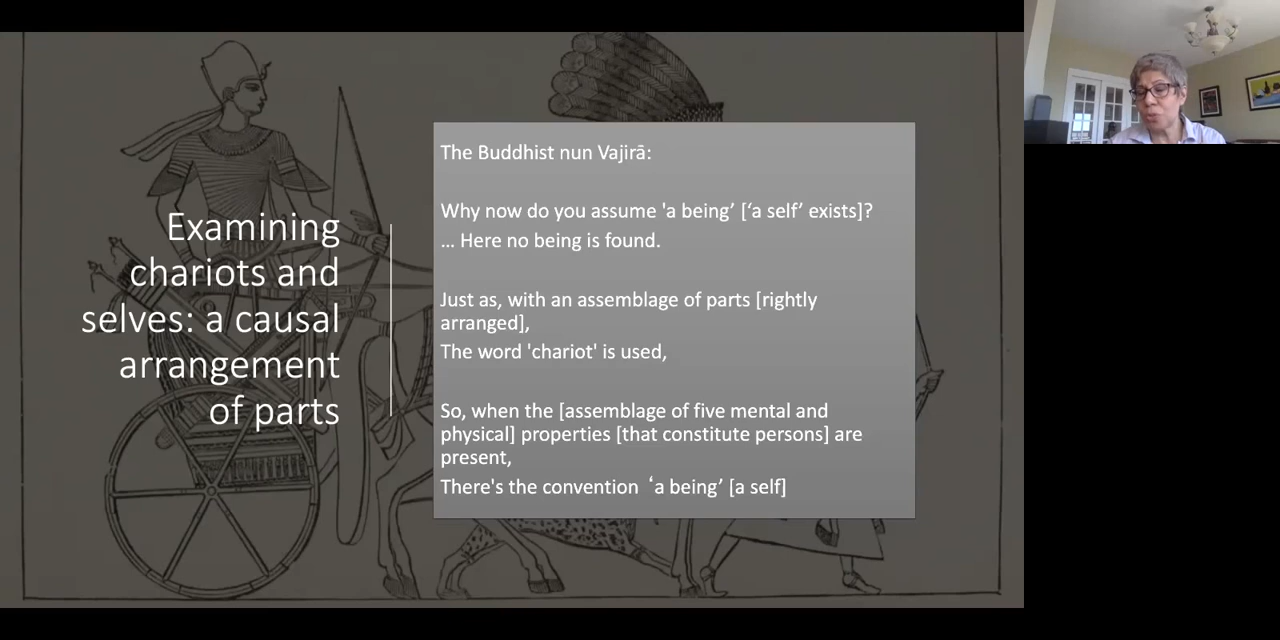 Examining
chariots and
selves: a causal
arrangement
of parts
The Buddhist nun Vajirā:
Why now do you assume 'a being' [‘a self’ exists]?
... Here no being is found.
Just as, with an assemblage of parts [rightly
arranged],
The word 'chariot' is used,
So, when the [assemblage of five mental and
physical] properties [that constitute persons] are
present,
There's the convention ‘a being’ [a self]